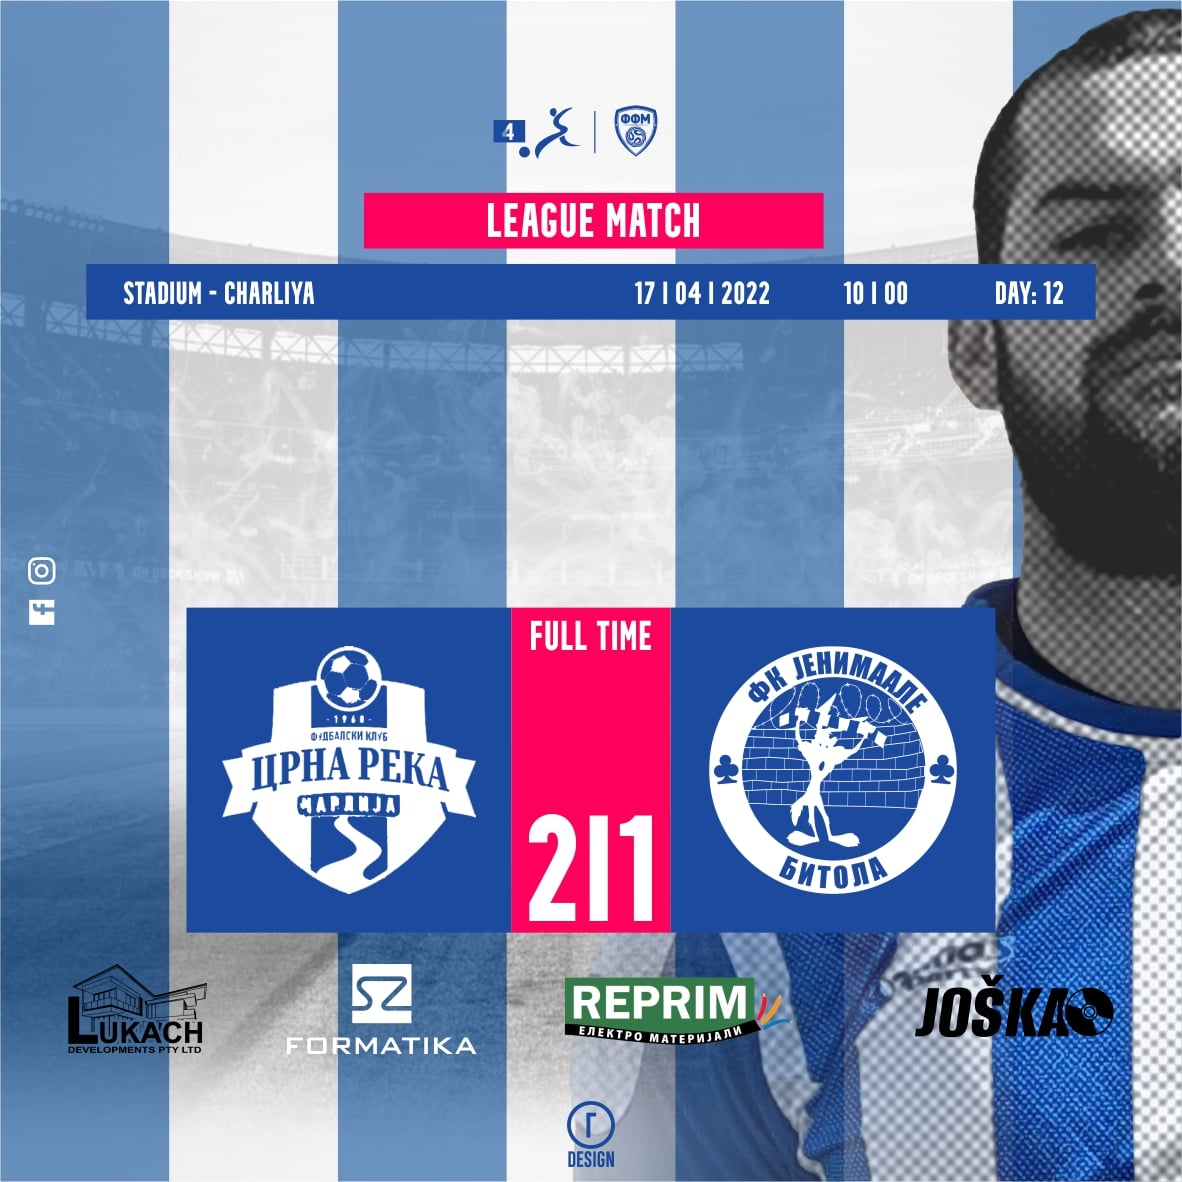 4
ФФМ
LEAGUE MATCH
STADIUM - CHARLIYA 17 | 04 | 2022 10 | 00 DAY: 12
FULL TIME
2|1
-1960-
ФУДБАЛСКИ КЛУБ
ЦРНА РЕКА
ЧАРЛИЈА
ФК ЈЕНИМААЛЕ
БИТОЛА
LUKACH
DEVELOPMENTS PTY LTD
FORMATIKA
REPRIM
ЕЛЕКТРО МАТЕРИЈАЛИ
JOŠKA
Г
DESIGN